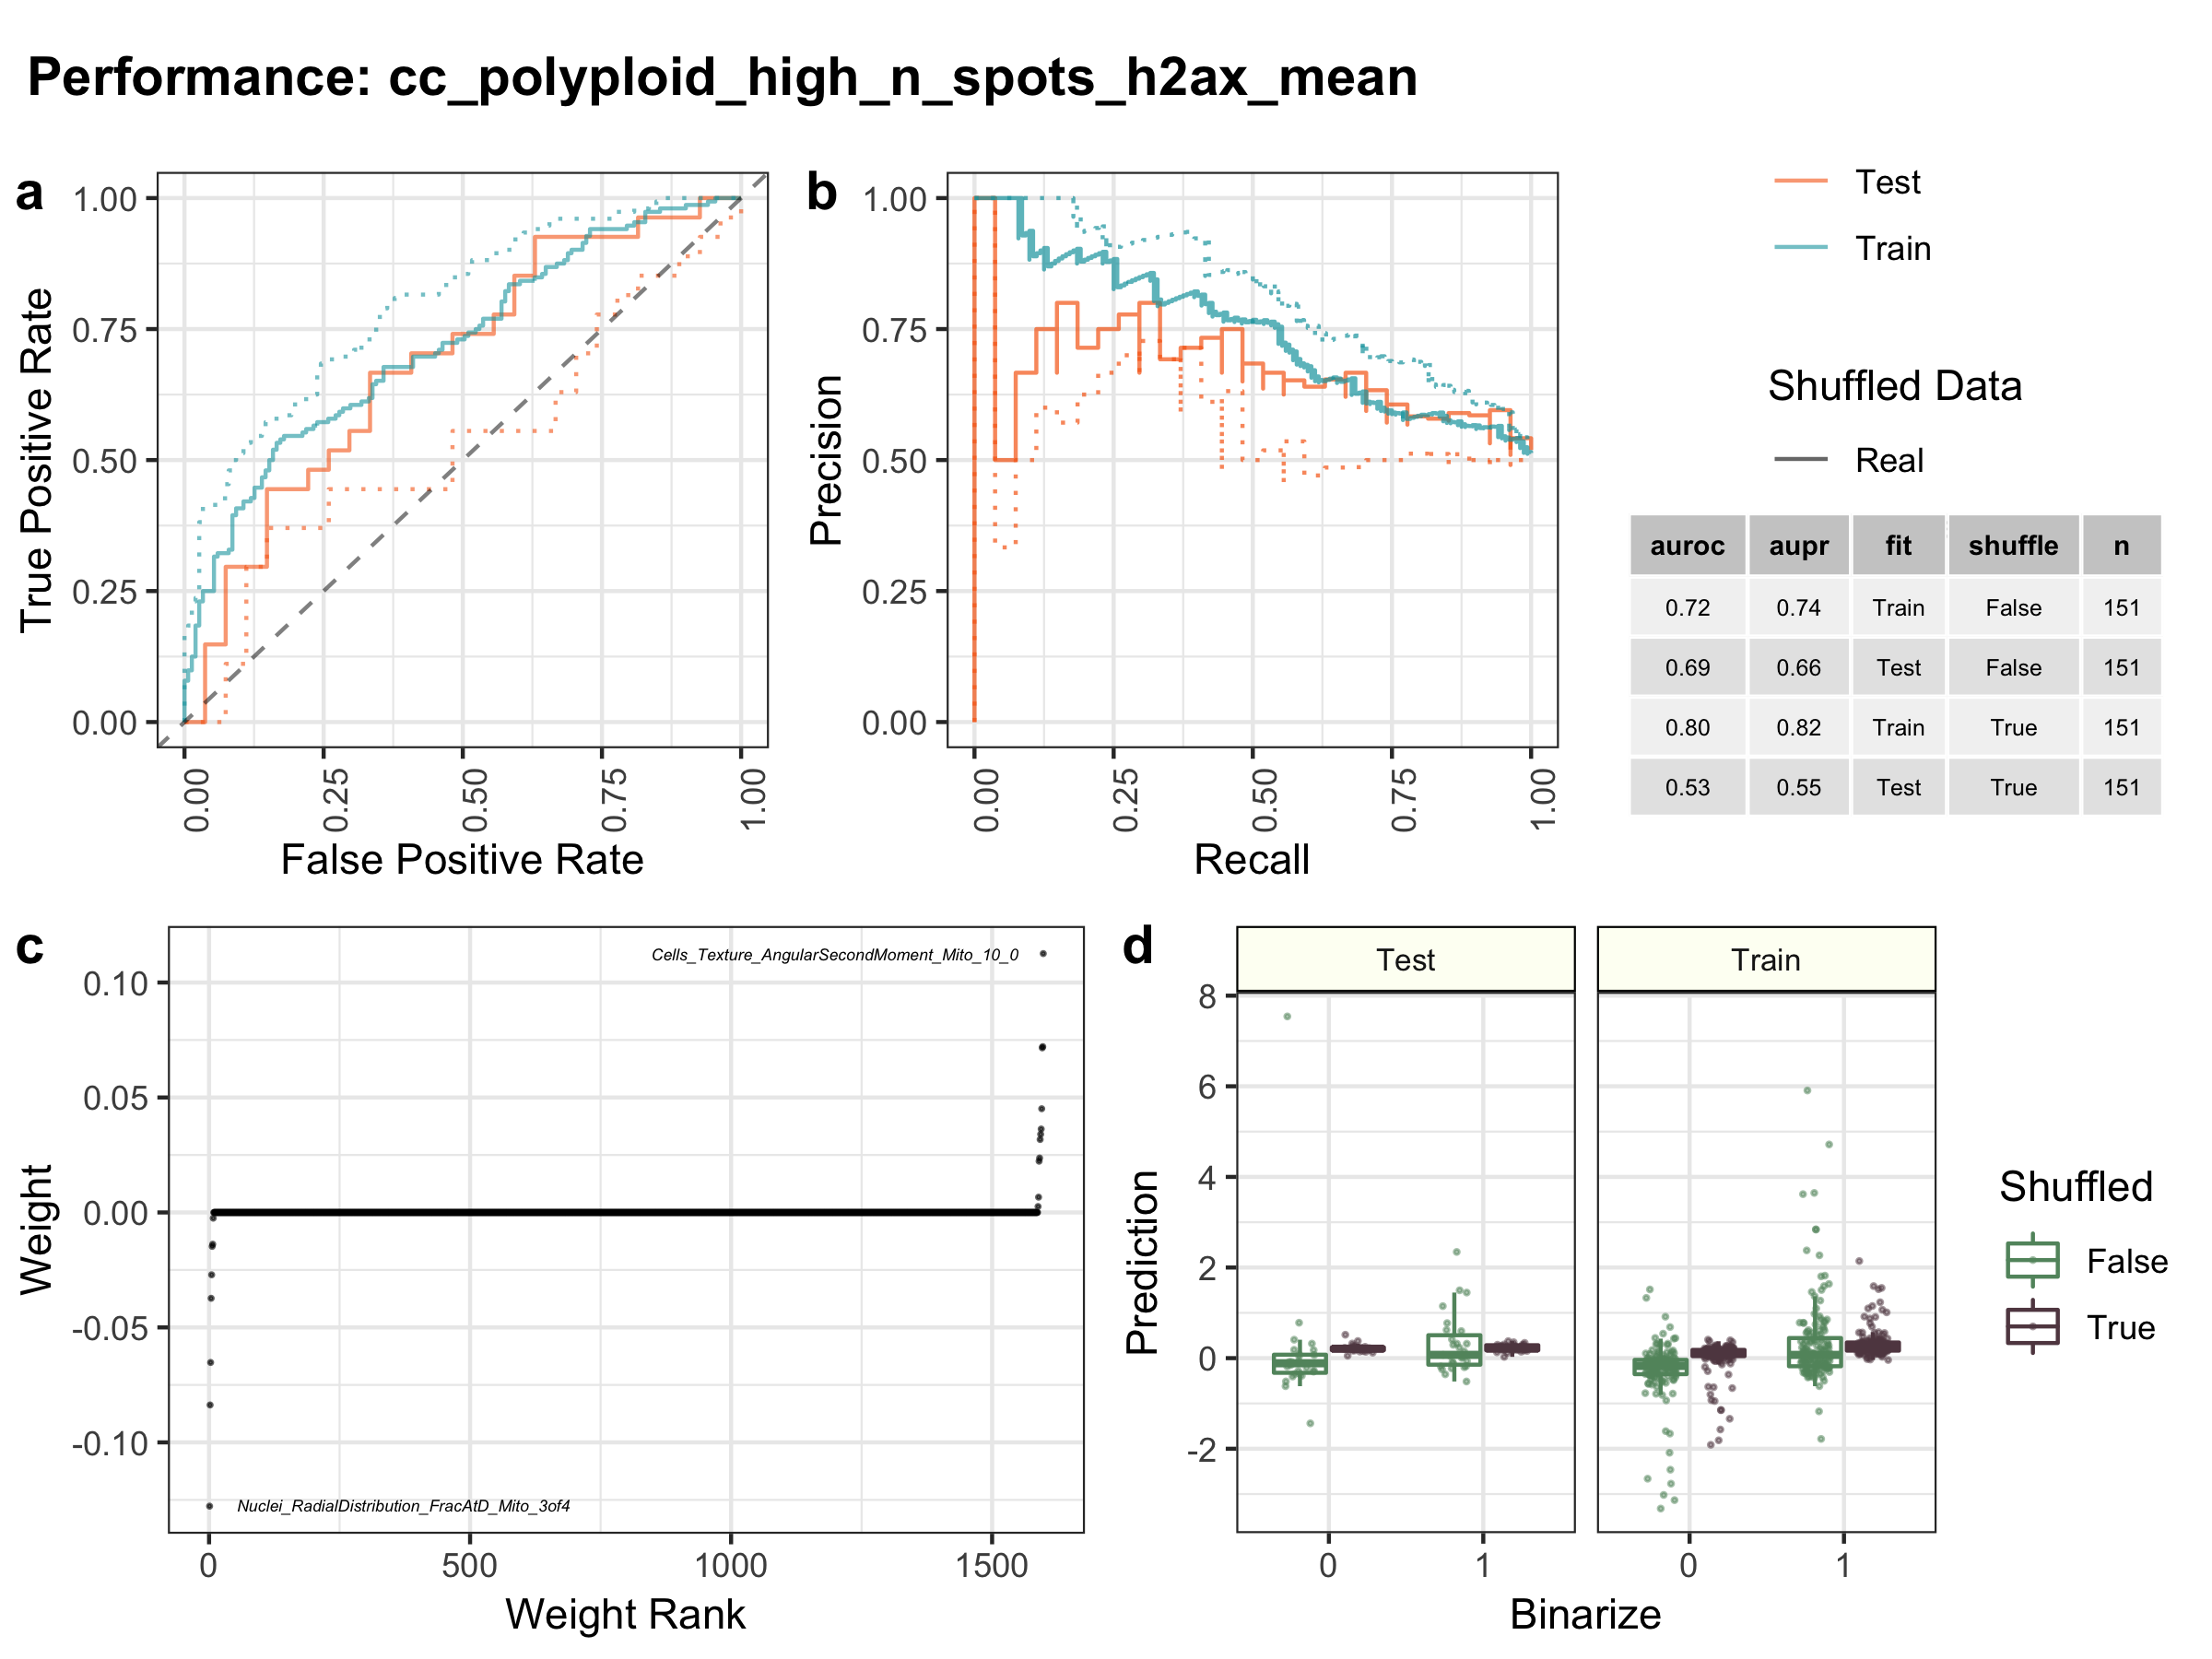 Performance: cc_polyploid_high_n_spots_h2ax_mean
a
1.00
0.75
0.50
0.25
0.00
True Positive Rate
0.00
0.25
0.50
0.75
1.00
False Positive Rate
b
1.00
0.75
0.50
0.25
0.00
Precision
0.00
0.25
0.50
0.75
1.00
Recall
Test
Train
Shuffled Data
Real
auroc aupr fit shuffle n
0.72 0.74 Train False 151
0.69 0.66 Test False 151
0.80 0.82 Train True 151
0.53 0.55 Test True 151
c
0.10
0.05
0.00
-0.05
-0.10
Weight
Cells_Texture_AngularSecondMoment_Mito_10_0
Nuclei_RadialDistribution_FracAtD_Mito_3of4
0
500
1000
1500
Weight Rank
d
Test
Train
8
6
4
2
0
-2
Prediction
0
1
0
1
Binarize
Shuffled
False
True